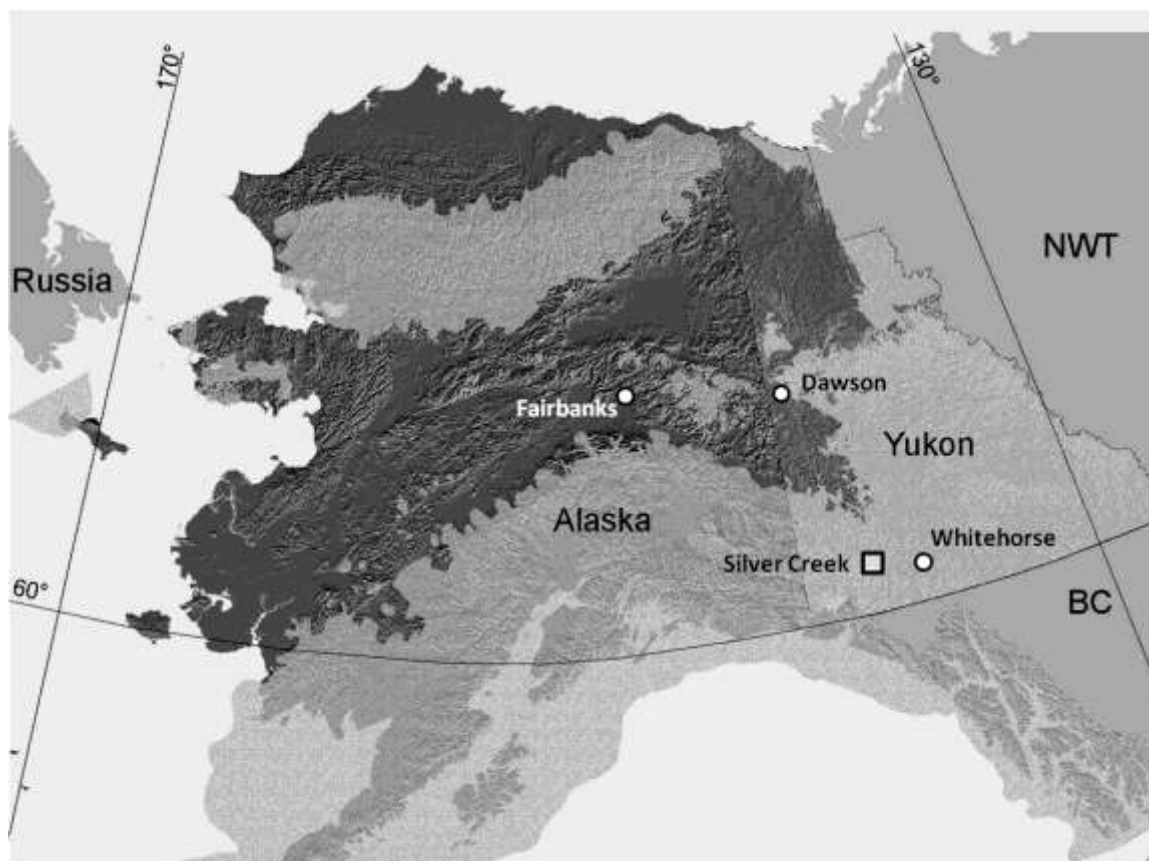 170°
130°
NWT
Russia
Dawson
Fairbanks
Yukon
Alaska
Whitehorse
Silver Creek
60°
BC